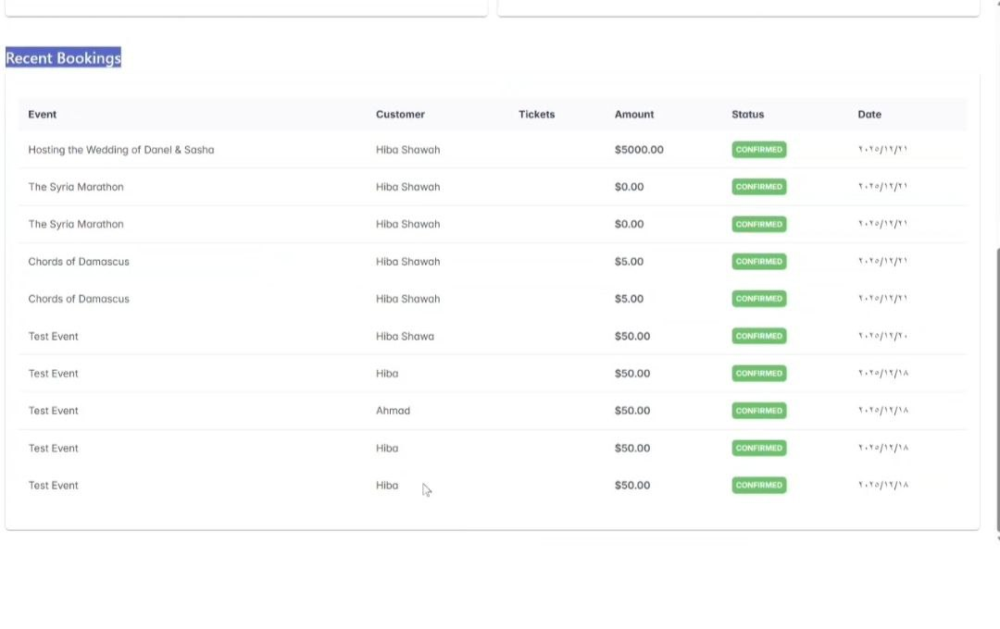 Recent Bookings
Event Customer Tickets Amount Status Date
Hosting the Wedding of Danel & Sasha Hiba Shawah $5000.00 CONFIRMED ٢٠٢٥/١٢/٢١
The Syria Marathon Hiba Shawah $0.00 CONFIRMED ٢٠٢٥/١٢/٢١
The Syria Marathon Hiba Shawah $0.00 CONFIRMED ٢٠٢٥/١٢/٢١
Chords of Damascus Hiba Shawah $5.00 CONFIRMED ٢٠٢٥/١٢/٢١
Chords of Damascus Hiba Shawah $5.00 CONFIRMED ٢٠٢٥/١٢/٢١
Test Event Hiba Shawa $50.00 CONFIRMED ٢٠٢٥/١٢/٢٠
Test Event Hiba $50.00 CONFIRMED ٢٠٢٥/١٢/١٨
Test Event Ahmad $50.00 CONFIRMED ٢٠٢٥/١٢/١٨
Test Event Hiba $50.00 CONFIRMED ٢٠٢٥/١٢/١٨
Test Event Hiba $50.00 CONFIRMED ٢٠٢٥/١٢/١٨